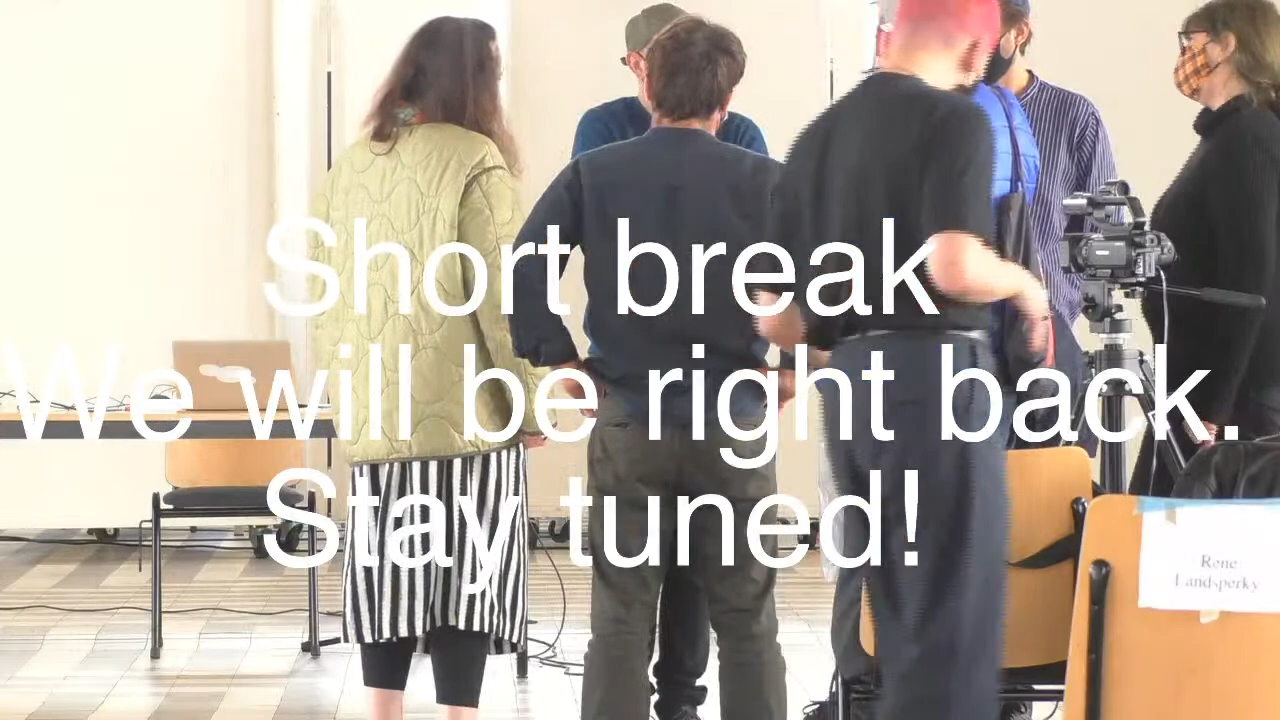 Short break
We will be right back.
Stay tuned!
Rene
Landsperky